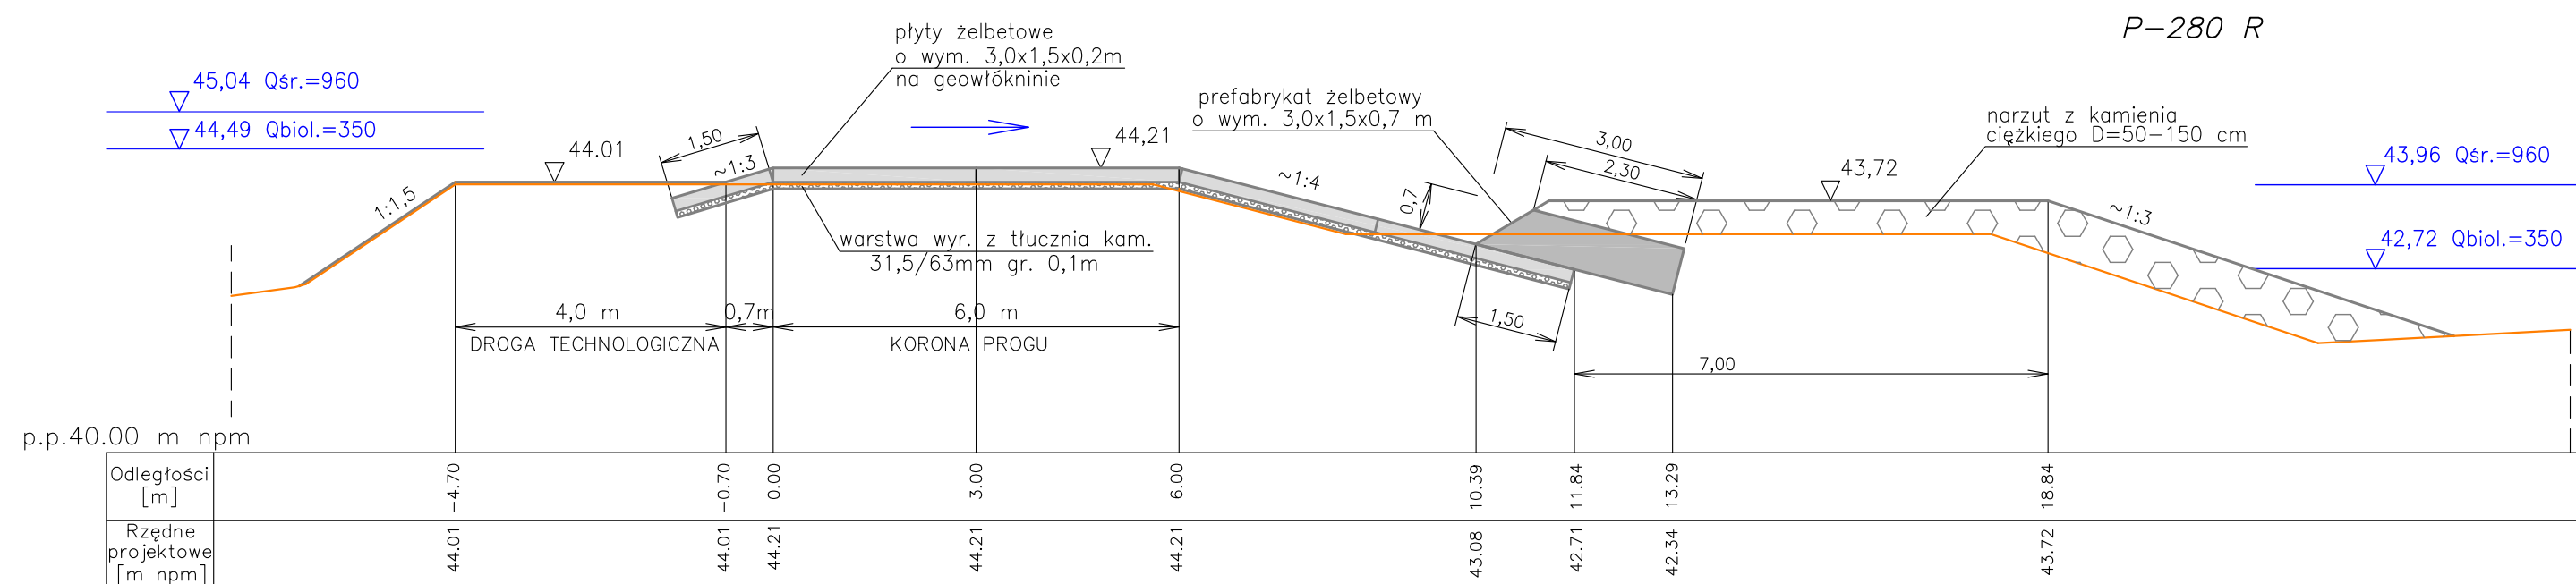 P-280 R
płyty żelbetowe
o wym. 3,0x1,5x0,2m
na geowłókninie
45,04 Qśr.=960
44,49 Qbiol.=350
prefabrykat żelbetowy
o wym. 3,0x1,5x0,7 m
narzut z kamienia
ciężkiego D=50-150 cm
1,50
44.01
44,21
3,00
2,30
43,72
43,96 Qśr.=960
~1:3
~1:4
1:1,5
0,7
~1:3
warstwa wyr. z tłucznia kam.
31,5/63mm gr. 0,1m
42,72 Qbiol.=350
4,0 m
0,7m
6,0 m
1,50
DROGA TECHNOLOGICZNA
KORONA PROGU
7,00
p.p.40.00 m npm
Odległości
[m]
-4.70
-0.70
0.00
3.00
6.00
10.39
11.84
13.29
18.84
Rzędne
projektowe
[m npm]
44.01
44.01
44.21
44.21
44.21
43.08
42.71
42.34
43.72